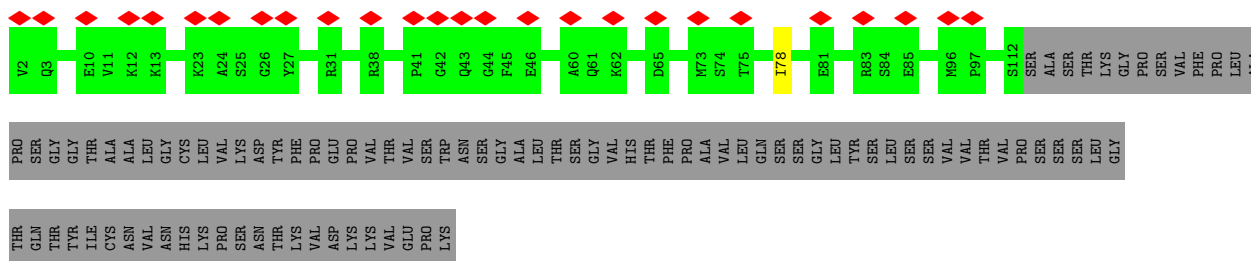 V2 Q3 E10 V11 K12 K13 K23 A24 S25 G26 Y27 R31 R38 P41 G42 Q43 G44 F45 E46 A60 Q61 K62 D65 M73 S74 T75 I78 E81 R83 S84 E85 M96 P97 S112 SER ALA SER THR LYS GLY PRO SER VAL PHE PRO LEU ALA
PRO SER GLY GLY THR ALA ALA LEU GLY CYS LEU VAL LYS ASP TYR PHE PRO GLU PRO VAL THR VAL SER TRP ASN SER GLY ALA LEU THR SER GLY VAL HIS THR PHE PRO ALA VAL LEU GLN SER SER GLY LEU TYR SER LEU SER SER VAL VAL THR VAL PRO SER SER SER LEU GLY
THR GLN THR TYR ILE CYS ASN VAL ASN HIS LYS PRO SER ASN THR LYS VAL ASP LYS LYS VAL GLU PRO LYS